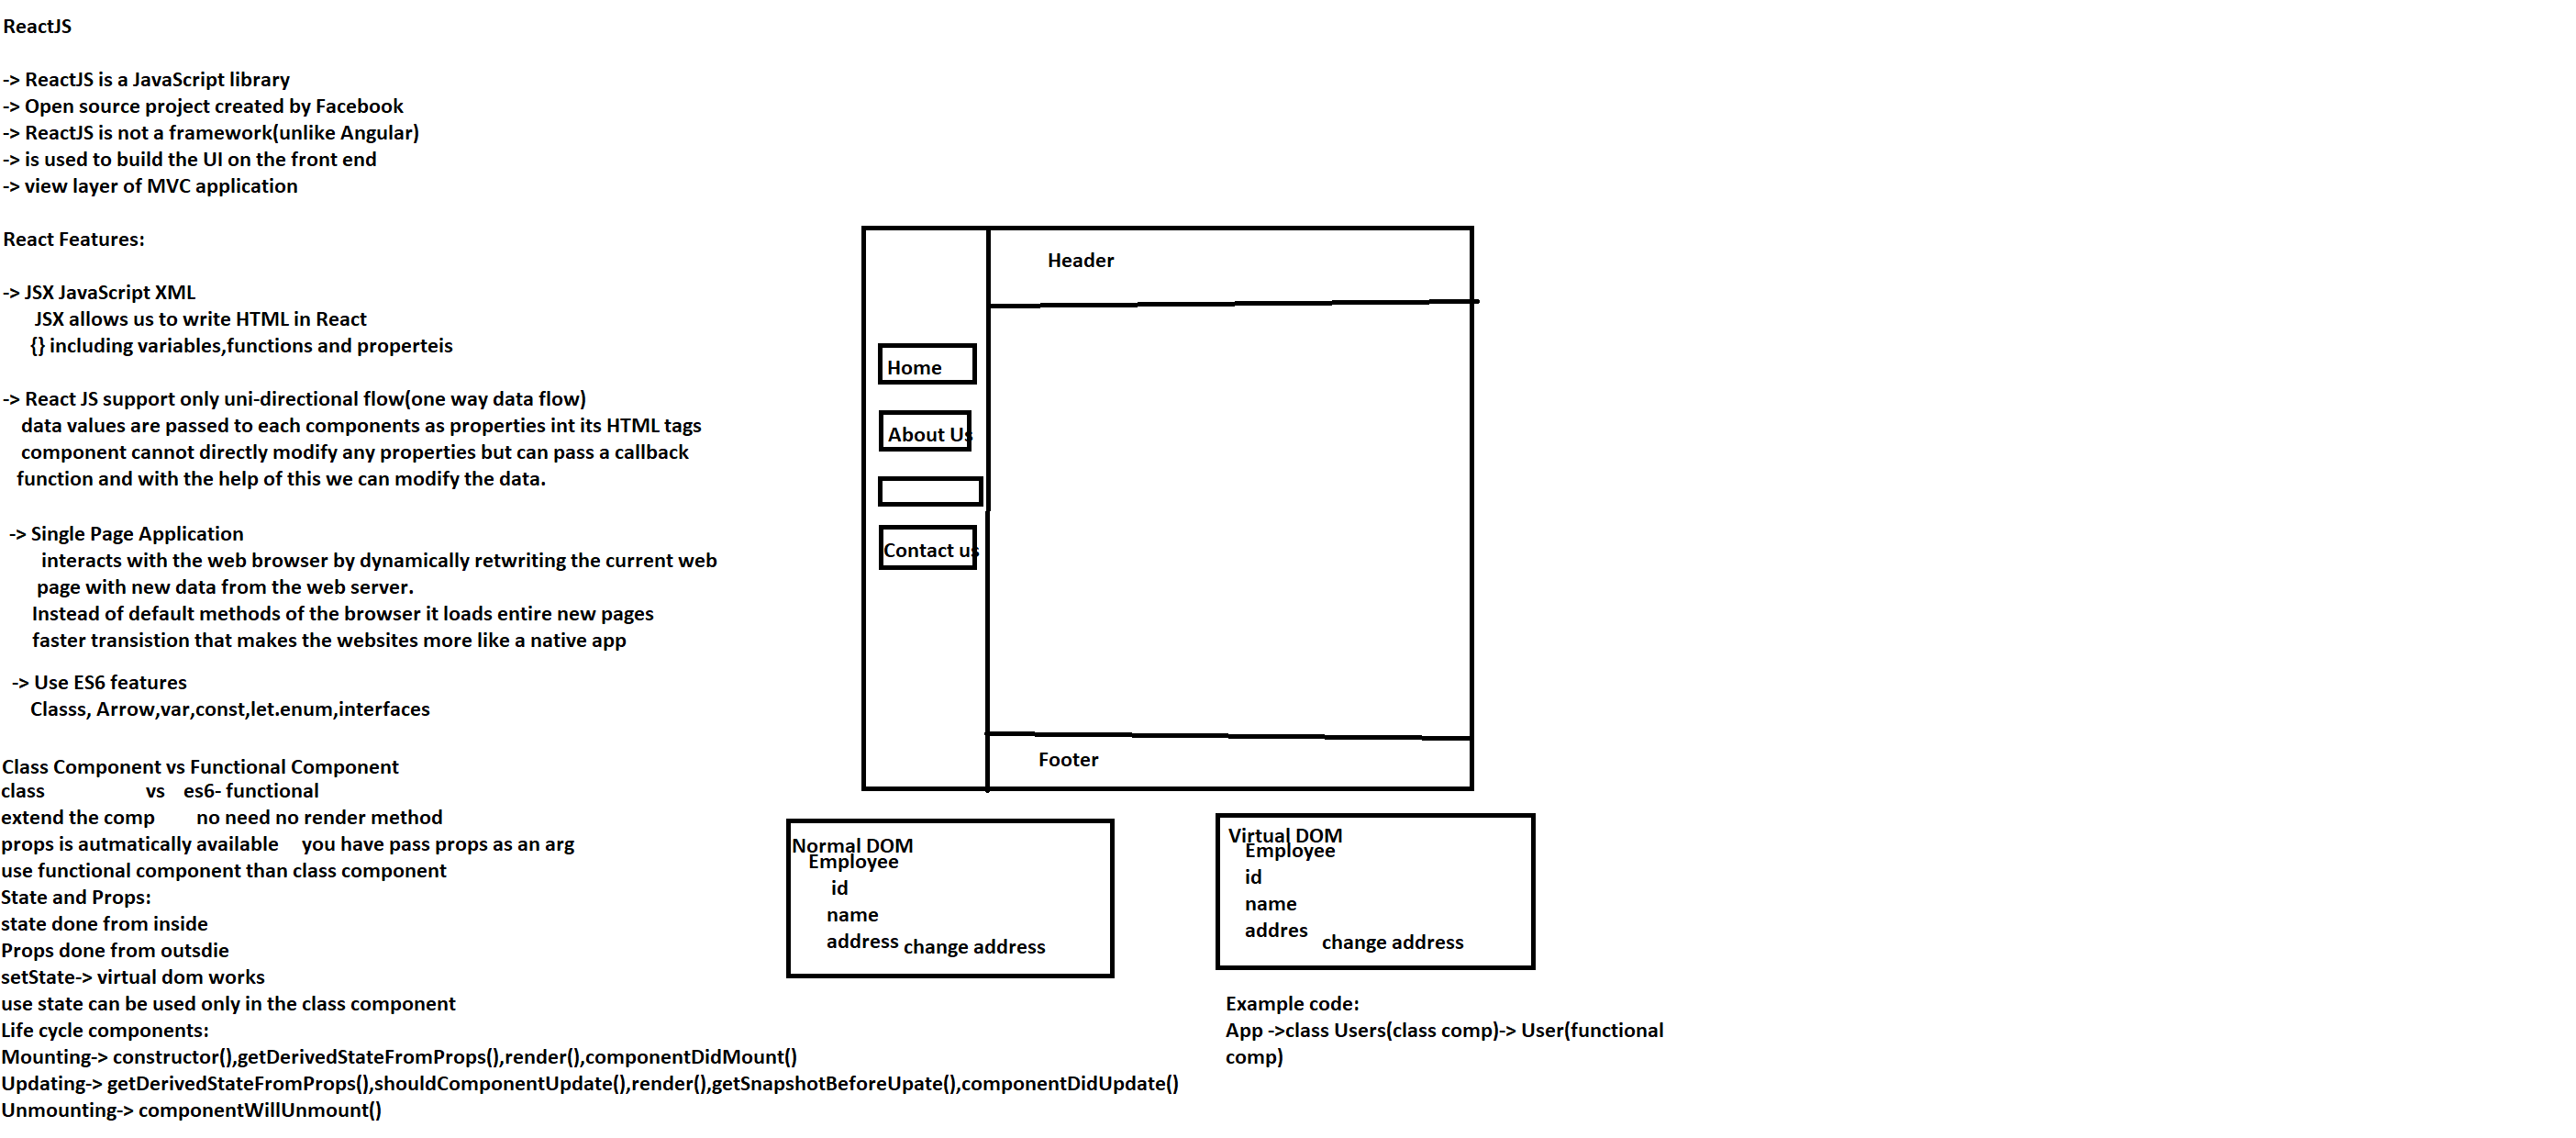 ReactJS
-> ReactJS is a JavaScript library
-> Open source project created by Facebook
-> ReactJS is not a framework(unlike Angular)
-> is used to build the UI on the front end
-> view layer of MVC application
React Features:
-> JSX JavaScript XML
JSX allows us to write HTML in React
{} including variables,functions and properteis
-> React JS support only uni-directional flow(one way data flow)
data values are passed to each components as properties int its HTML tags
component cannot directly modify any properties but can pass a callback
function and with the help of this we can modify the data.
-> Single Page Application
interacts with the web browser by dynamically retwriting the current web
page with new data from the web server.
Instead of default methods of the browser it loads entire new pages
faster transistion that makes the websites more like a native app
-> Use ES6 features
Classs, Arrow,var,const,let.enum,interfaces
Class Component vs Functional Component
class vs es6- functional
extend the comp no need no render method
props is autmatically available you have pass props as an arg
use functional component than class component
State and Props:
state done from inside
Props done from outsdie
setState-> virtual dom works
use state can be used only in the class component
Life cycle components:
Mounting-> constructor(),getDerivedStateFromProps(),render(),componentDidMount()
Updating-> getDerivedStateFromProps(),shouldComponentUpdate(),render(),getSnapshotBeforeUpate(),componentDidUpdate()
Unmounting-> componentWillUnmount()
Header
Home
About Us
Contact us
Footer
Normal DOM
Employee
id
name
address change address
Virtual DOM
Employee
id
name
addres
change address
Example code:
App ->class Users(class comp)-> User(functional
comp)